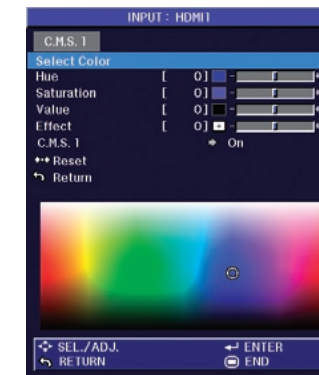 INPUT : HDMI1
C.M.S. 1
Select Color
Hue [ 0] -
Saturation [ 0] -
Value [ 0] -
Effect [ 0] -
C.M.S. 1 On
Reset
Return
SEL./ADJ. ENTER
RETURN END